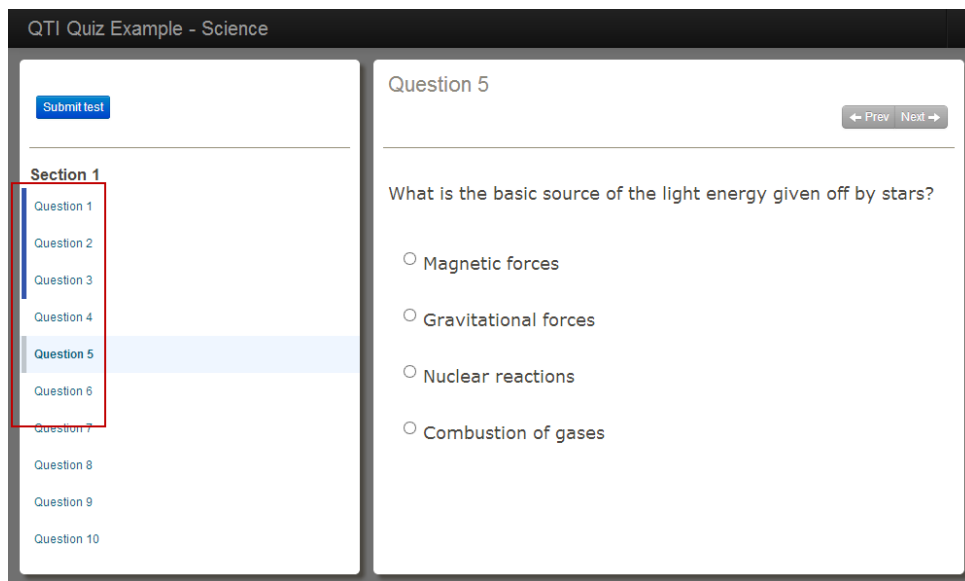 QTI Quiz Example - Science
Submit test
Section 1
Question 1
Question 2
Question 3
Question 4
Question 5
Question 6
Question 7
Question 8
Question 9
Question 10
Question 5
← Prev Next →
What is the basic source of the light energy given off by stars?
Magnetic forces
Gravitational forces
Nuclear reactions
Combustion of gases